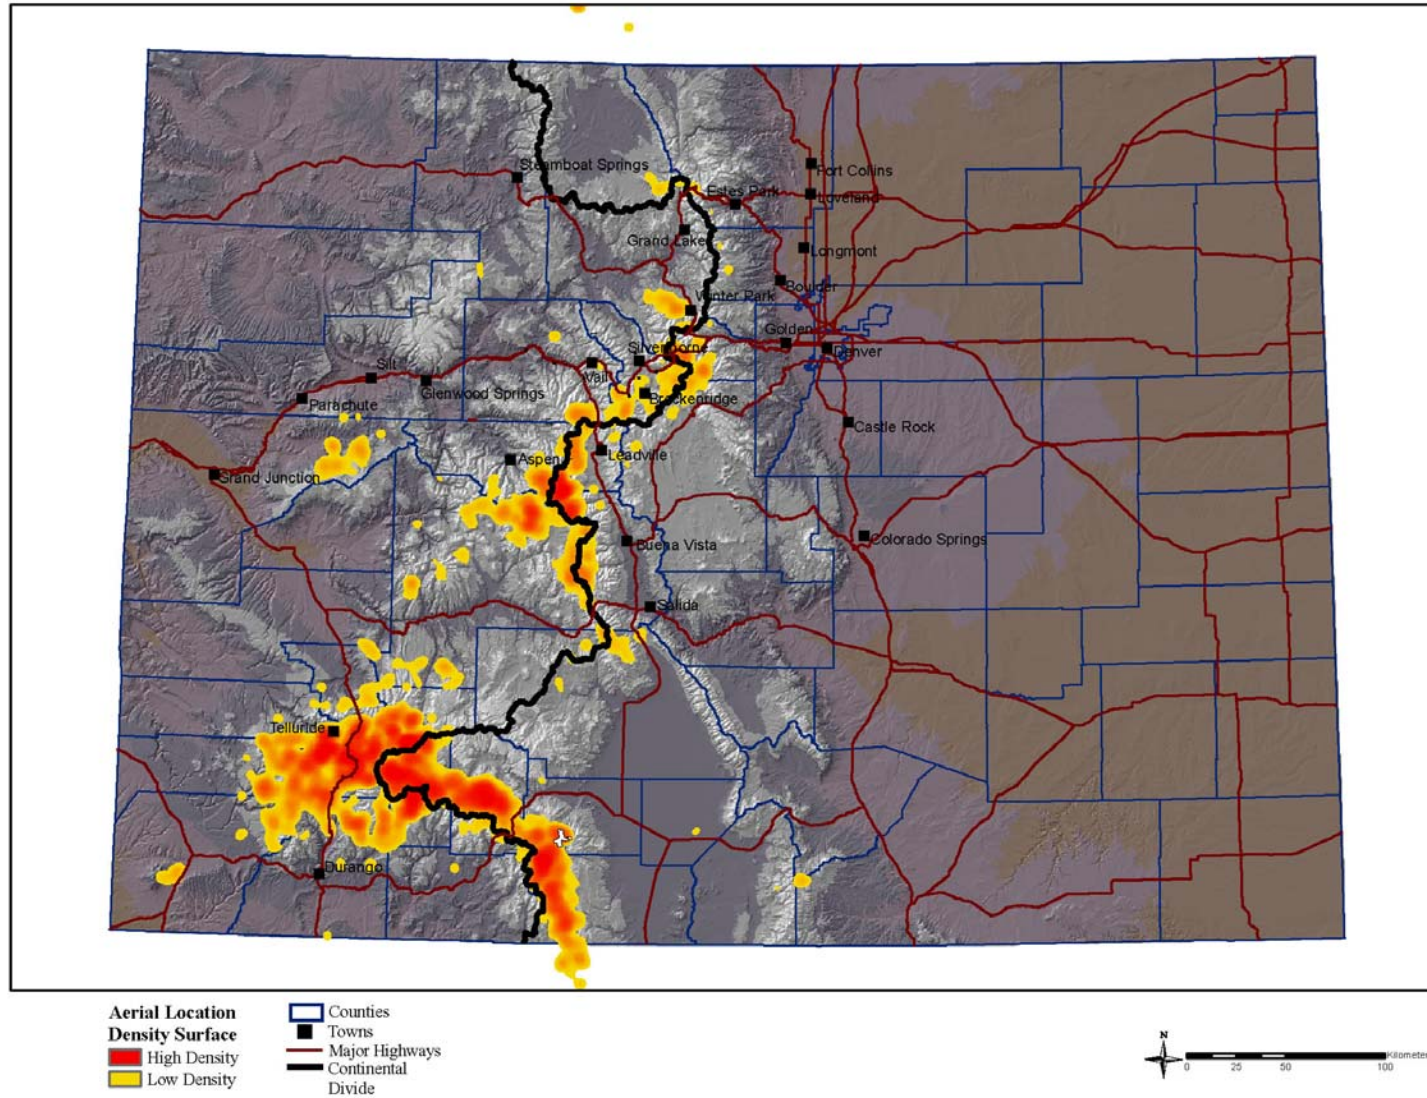 Steamboat Springs
Fort Collins
Estes Park
Loveland
Grand Lake
Longmont
Boulder
Winter Park
Golden
Silverthorne
Denver
Silt
Vail
Glenwood Springs
Parachute
Breckenridge
Castle Rock
Aspen
Leadville
Grand Junction
Colorado Springs
Buena Vista
Salida
Telluride
Durango
Aerial Location
Density Surface
High Density
Low Density
Counties
Towns
Major Highways
Continental
Divide
N
Kilometer
0 25 50 100